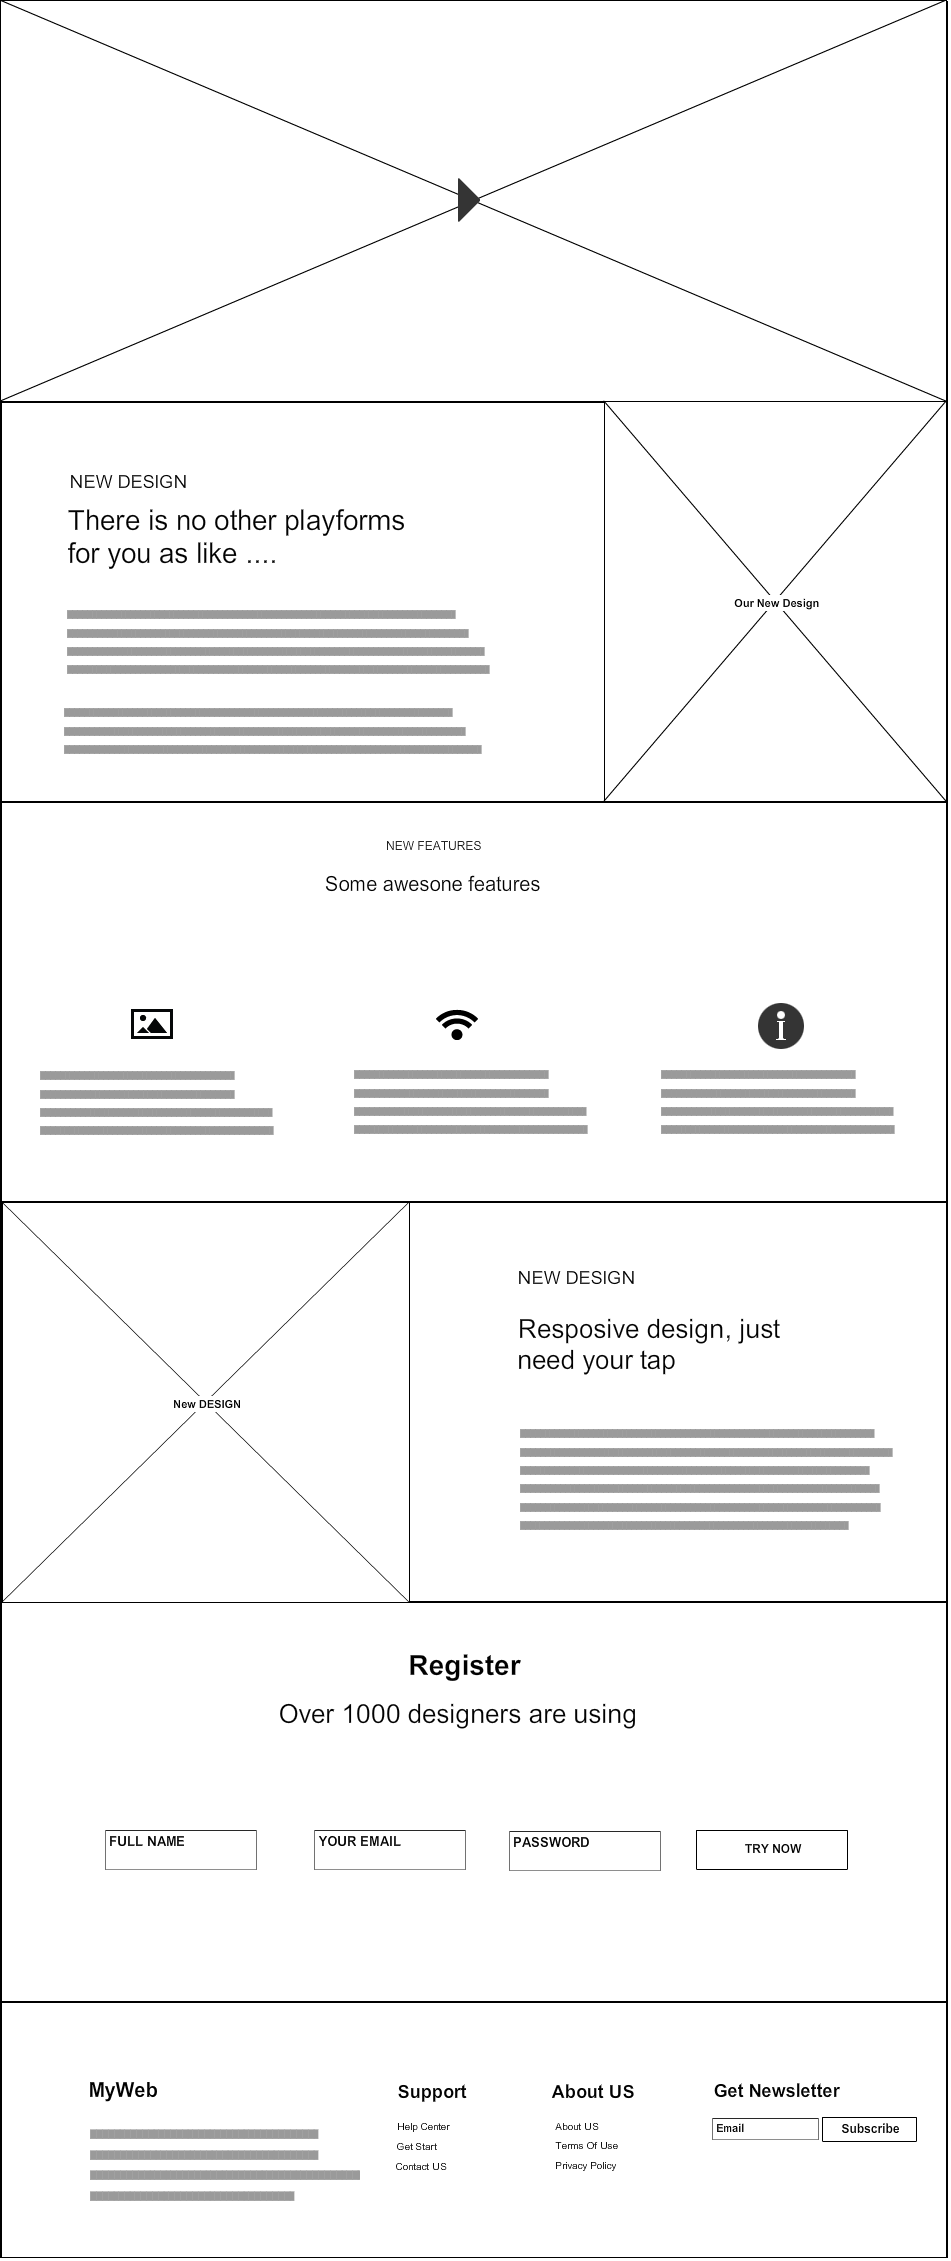 NEW DESIGN
There is no other playforms
for you as like ....
Our New Design
NEW FEATURES
Some awesone features
New DESIGN
NEW DESIGN
Resposive design, just
need your tap
Register
Over 1000 designers are using
FULL NAME
YOUR EMAIL
PASSWORD
TRY NOW
MyWeb
Support
Help Center
Get Start
Contact US
About US
About US
Terms Of Use
Privacy Policy
Get Newsletter
Email
Subscribe